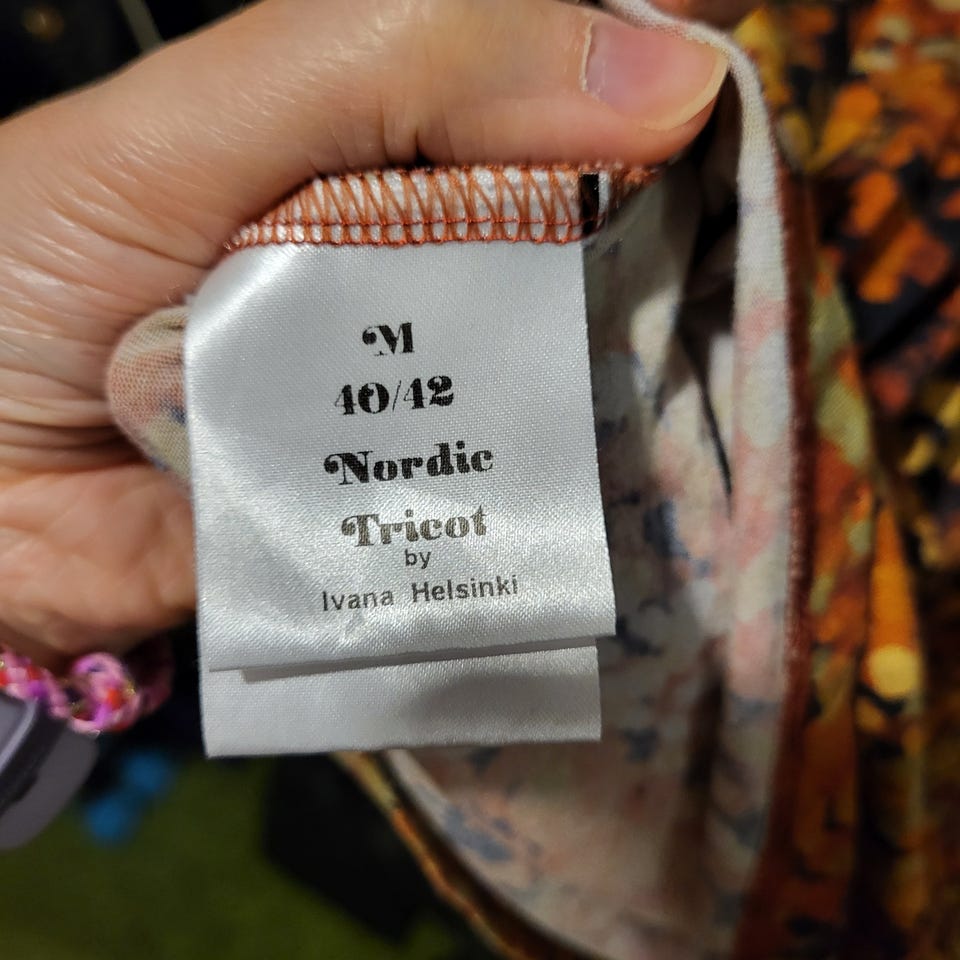 M
40/42
Nordic
Tricot
by
Ivana Helsinki